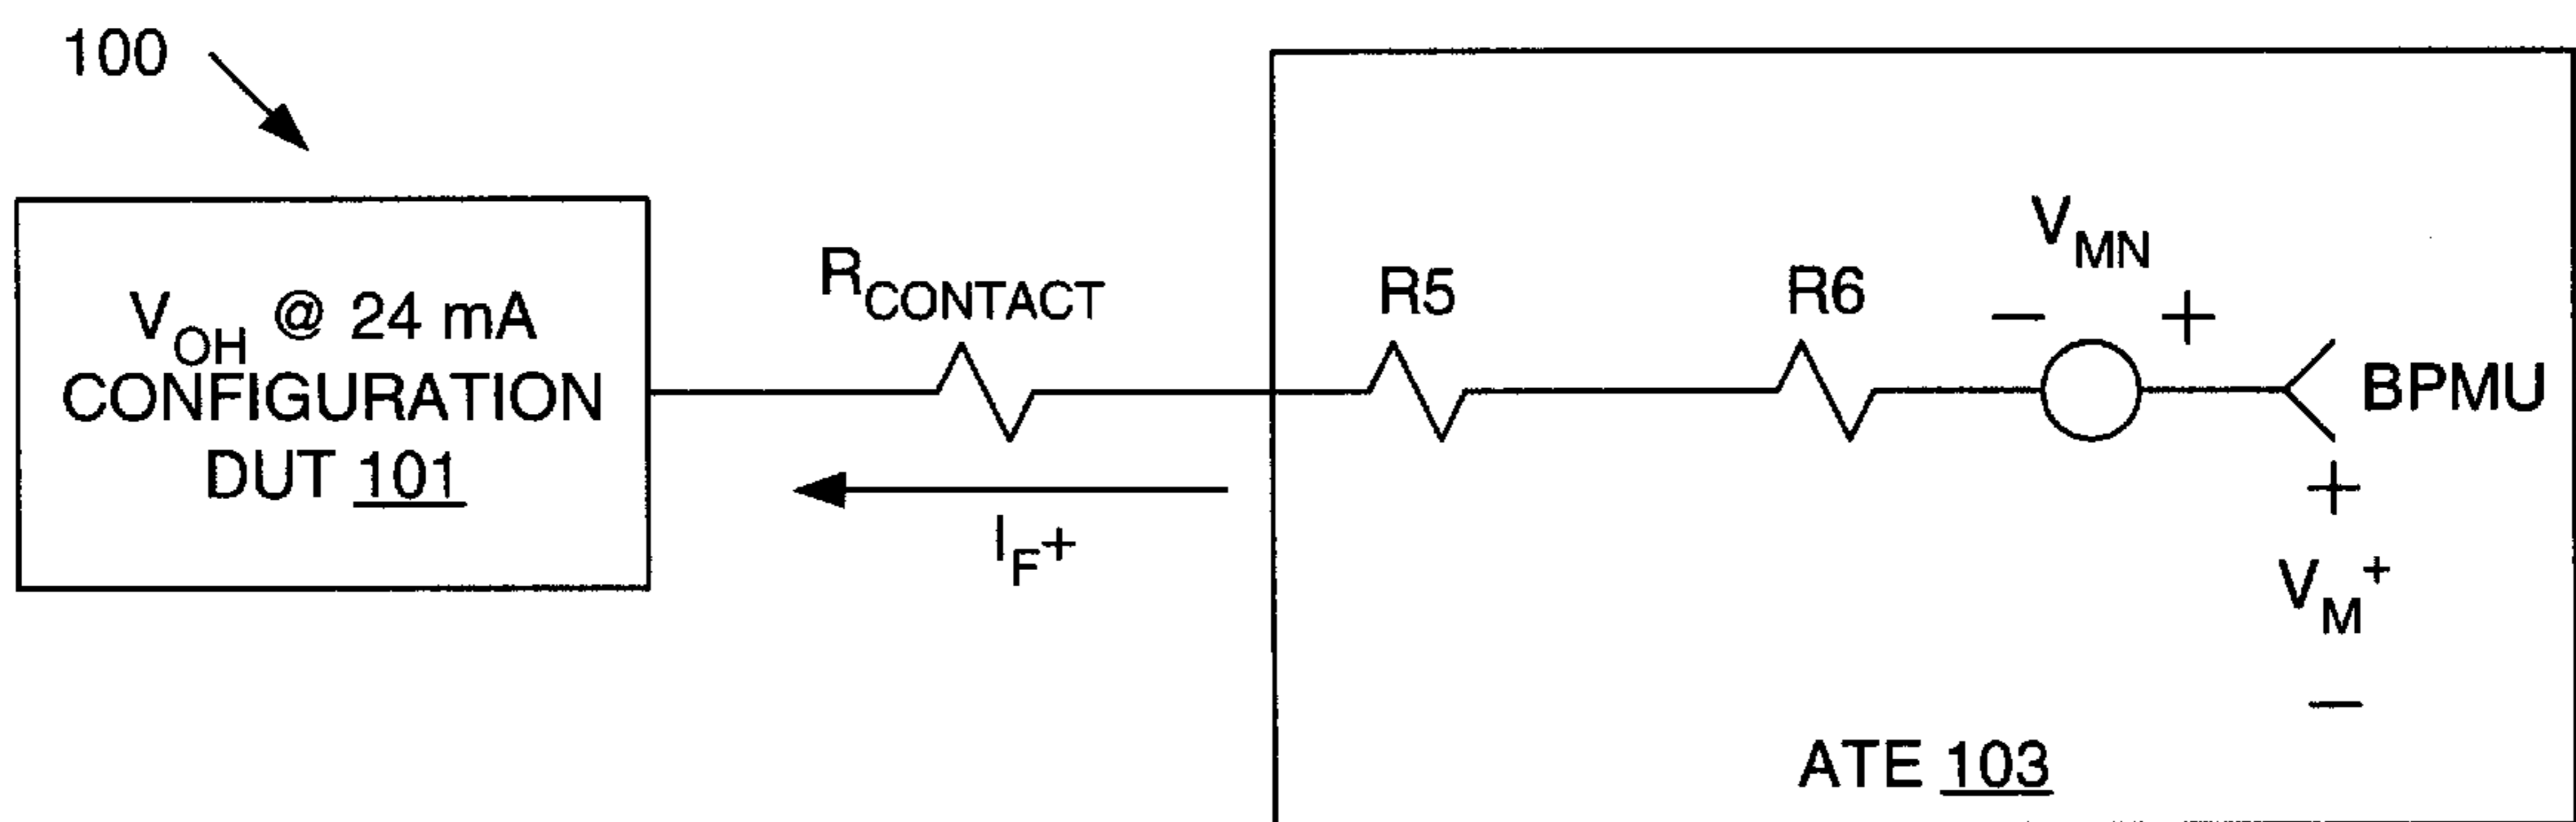 100
V_OH @ 24 mA
CONFIGURATION
DUT 101
R_CONTACT
I_F+
R5
R6
V_MN
− +
BPMU
+
V_M+
−
ATE 103